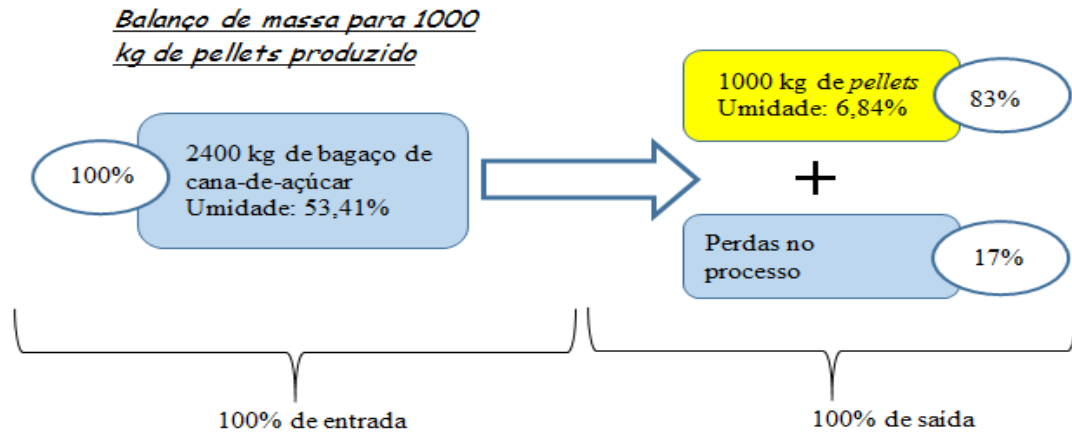 Balanço de massa para 1000
kg de pellets produzido
100%
2400 kg de bagaço de
cana-de-açúcar
Umidade: 53,41%
1000 kg de pellets
Umidade: 6,84%
83%
+
Perdas no
processo
17%
100% de entrada
100% de saída